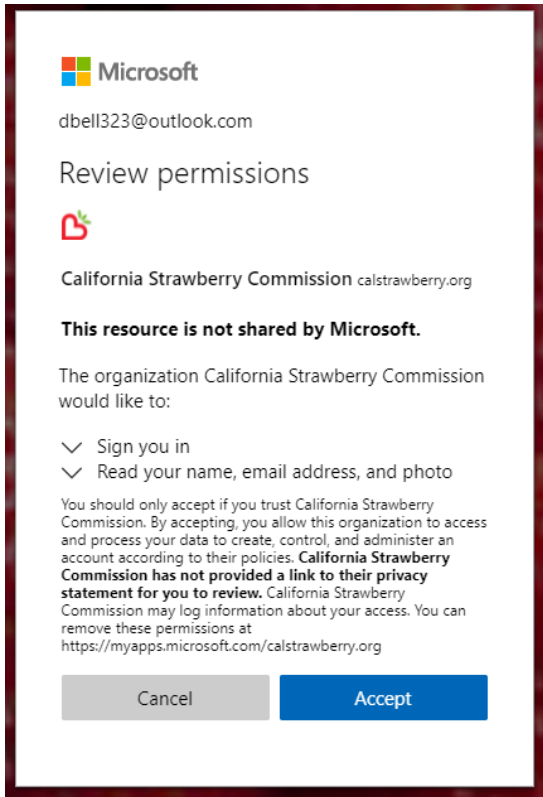 Microsoft
dbell323@outlook.com
Review permissions
California Strawberry Commission calstrawberry.org
This resource is not shared by Microsoft.
The organization California Strawberry Commission
would like to:
Sign you in
Read your name, email address, and photo
You should only accept if you trust California Strawberry
Commission. By accepting, you allow this organization to access
and process your data to create, control, and administer an
account according to their policies. California Strawberry
Commission has not provided a link to their privacy
statement for you to review. California Strawberry
Commission may log information about your access. You can
remove these permissions at
https://myapps.microsoft.com/calstrawberry.org
Cancel Accept